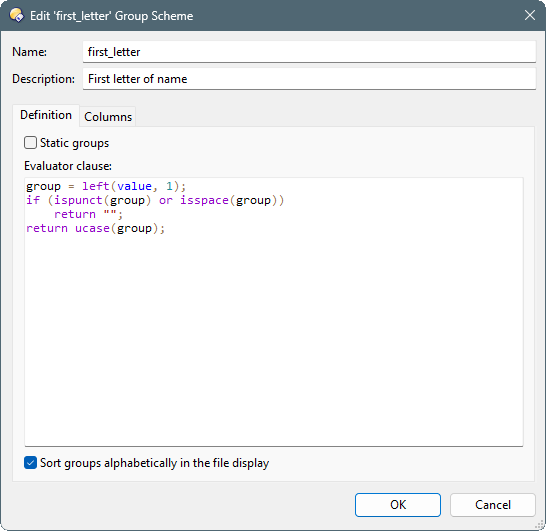 Edit 'first_letter' Group Scheme
Name: first_letter
Description: First letter of name
Definition Columns
Static groups
Evaluator clause:
group = left(value, 1);
if (ispunct(group) or isspace(group))
    return "";
return ucase(group);
Sort groups alphabetically in the file display
OK Cancel